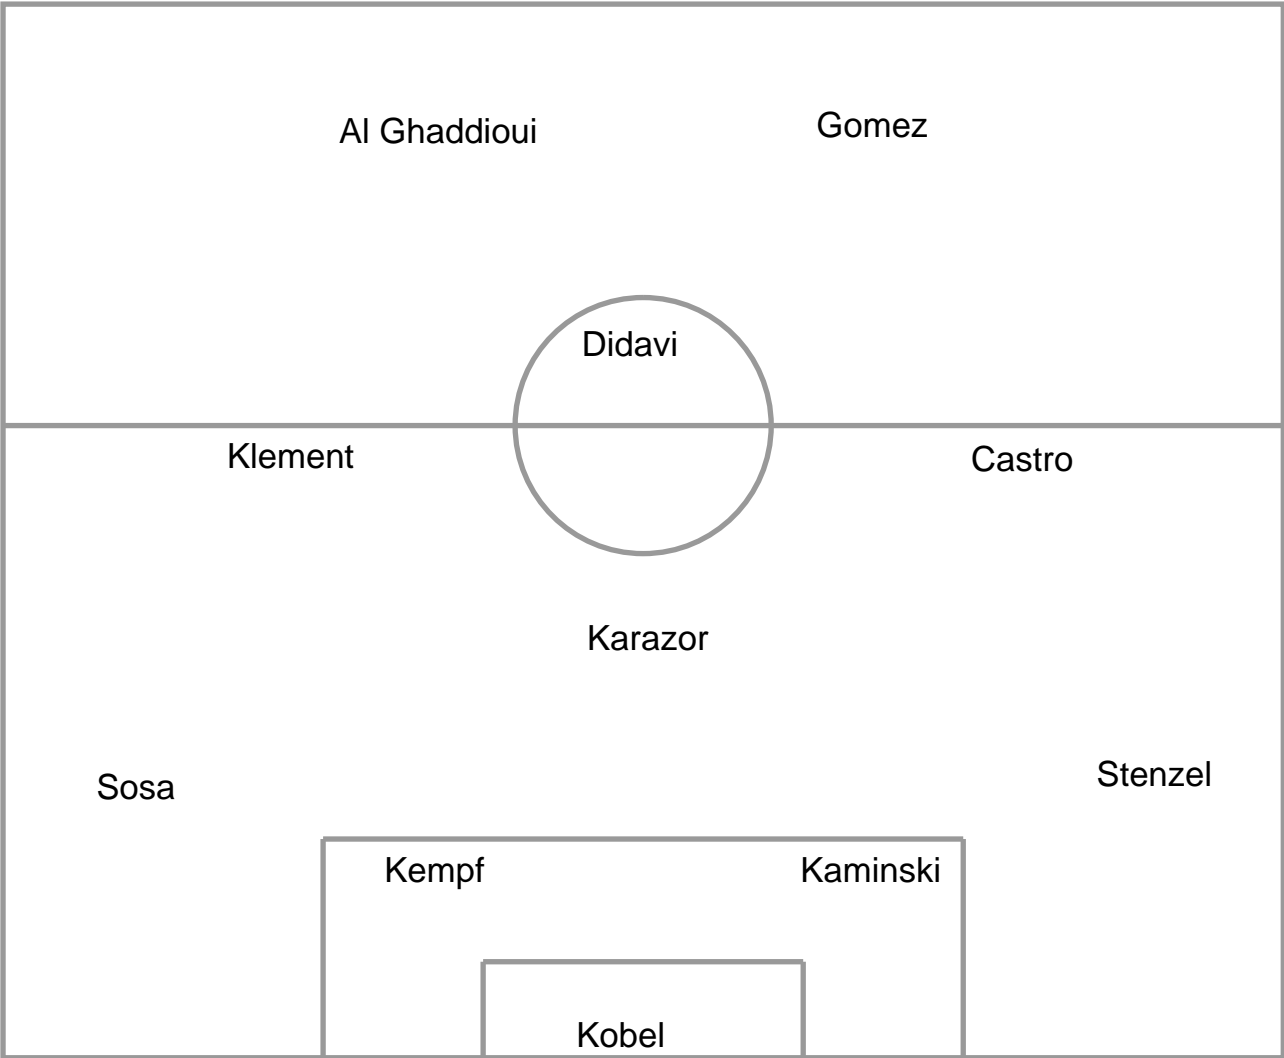 Al Ghaddioui
Gomez
Didavi
Klement
Castro
Karazor
Sosa
Stenzel
Kempf
Kaminski
Kobel